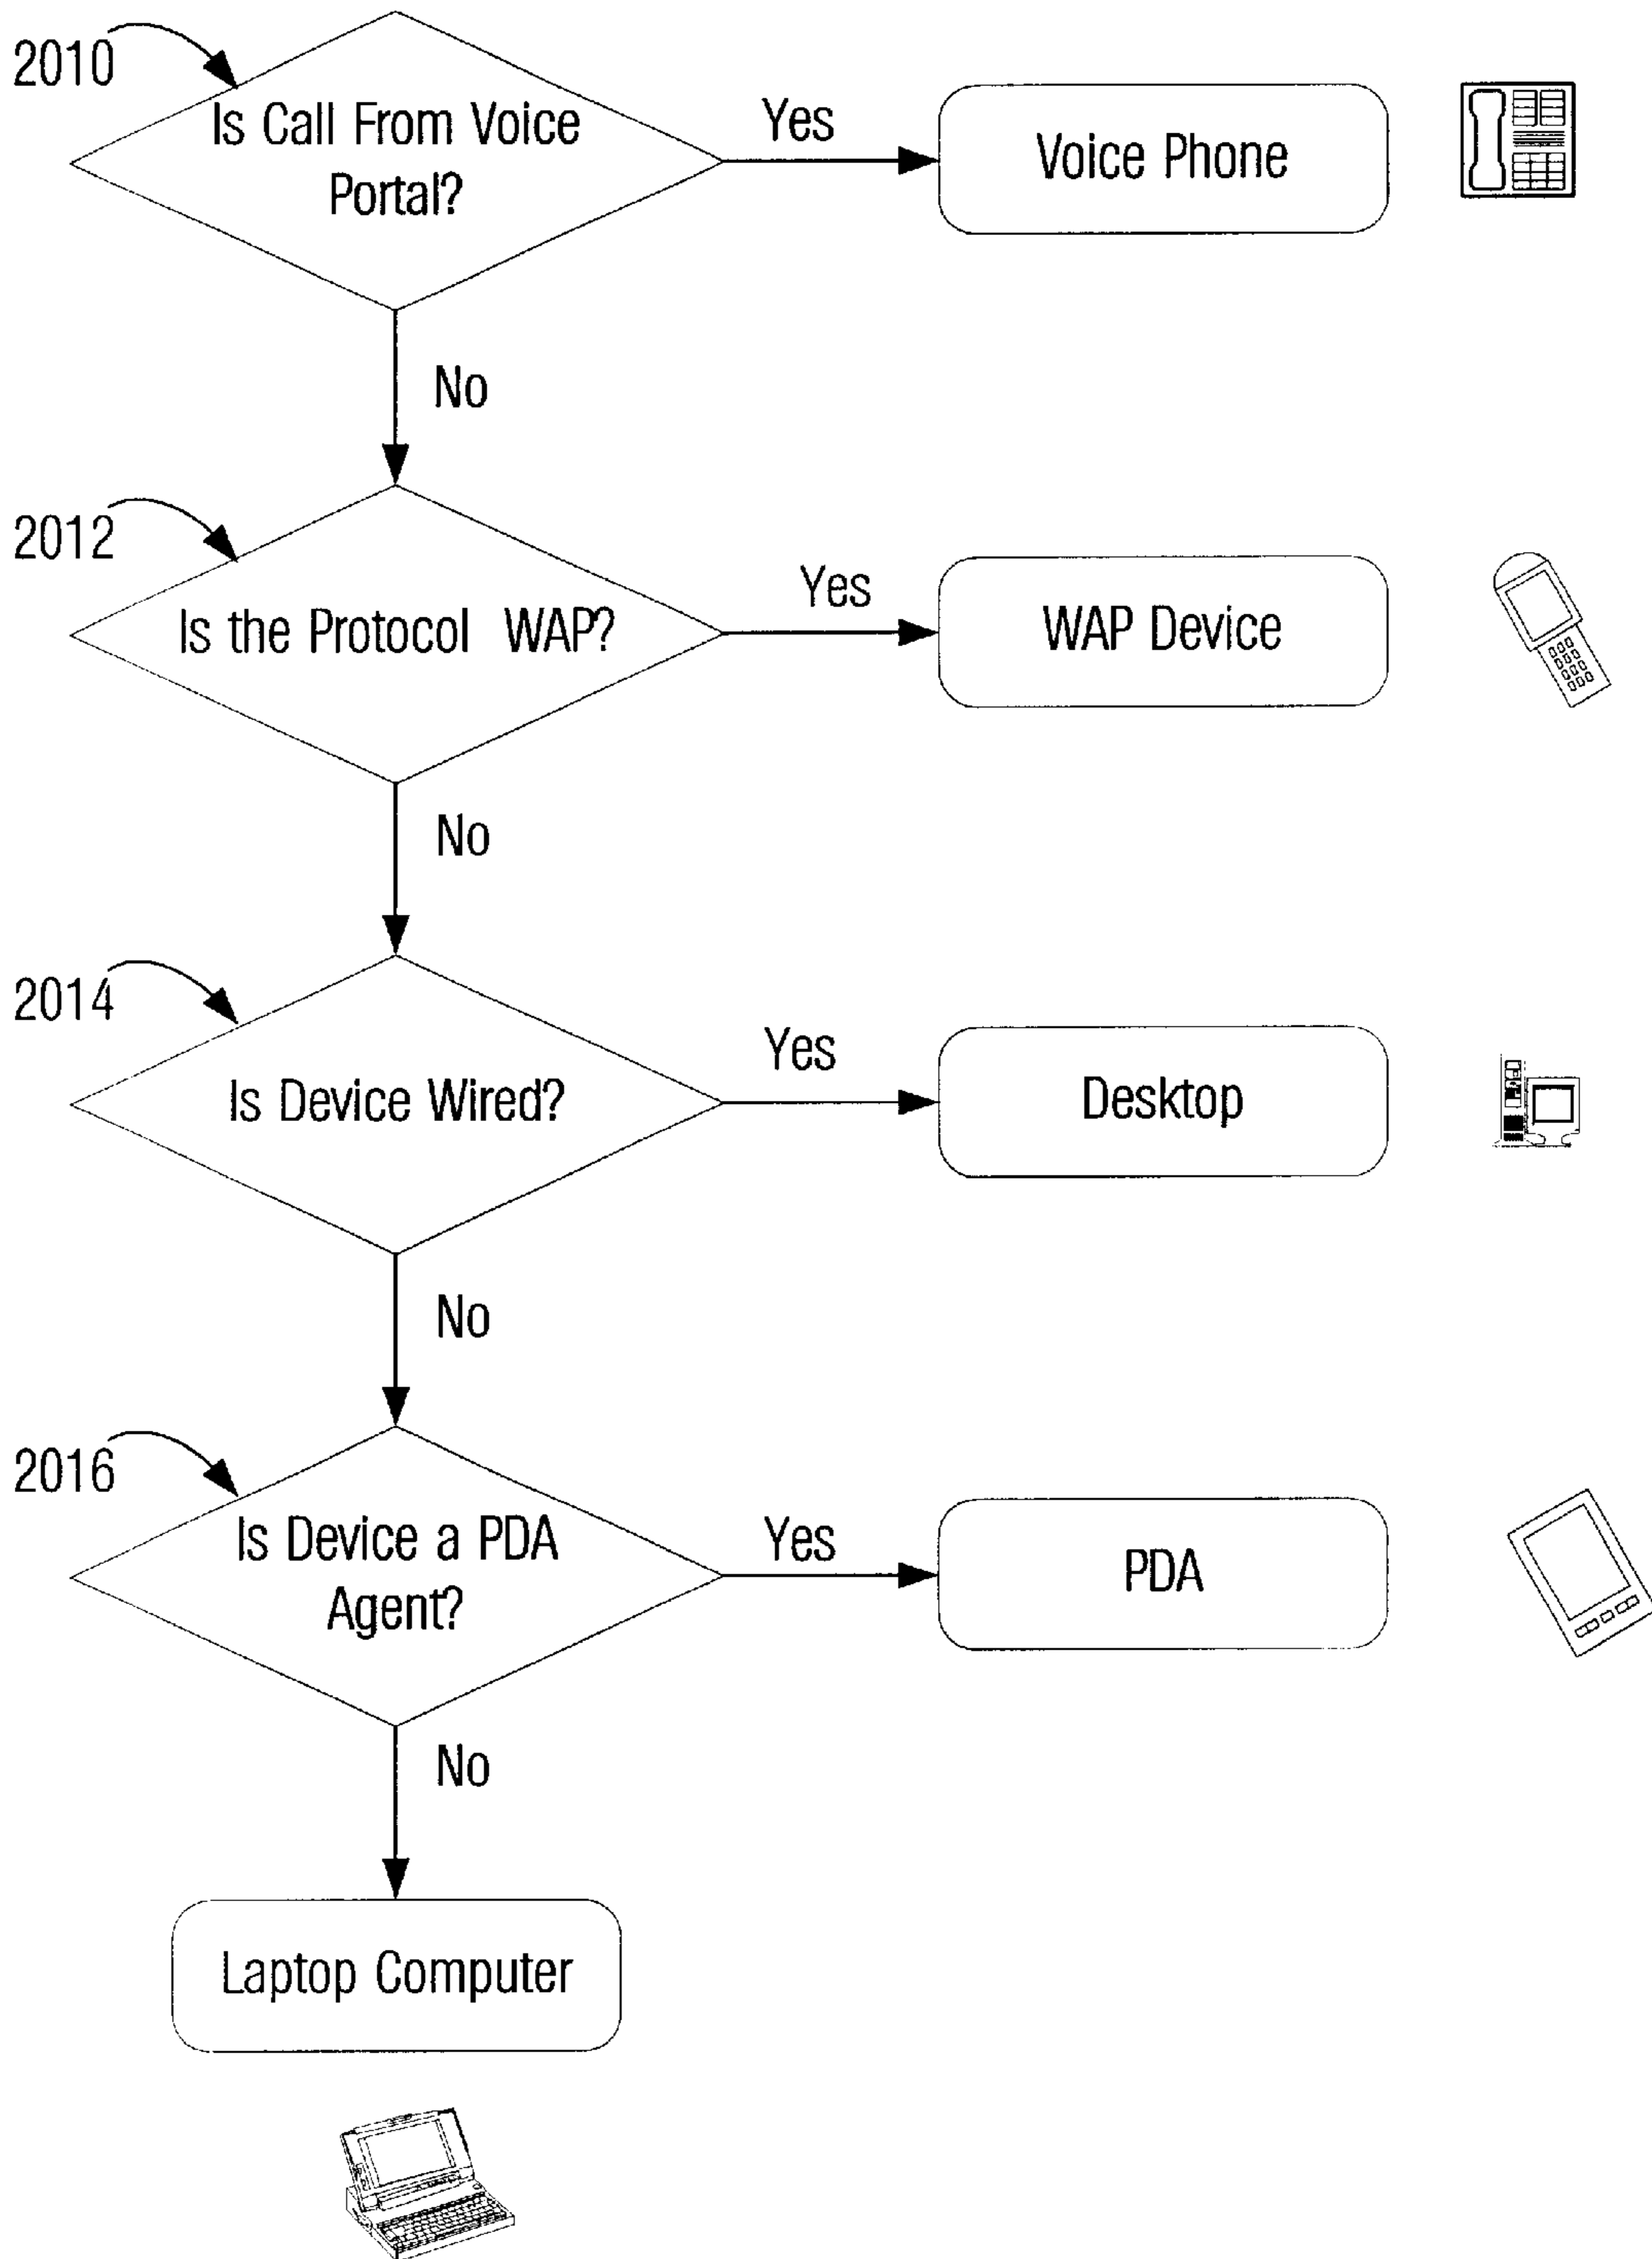 2010
Is Call From Voice
Portal?
Yes
Voice Phone
No
2012
Is the Protocol WAP?
Yes
WAP Device
No
2014
Is Device Wired?
Yes
Desktop
No
2016
Is Device a PDA
Agent?
Yes
PDA
No
Laptop Computer